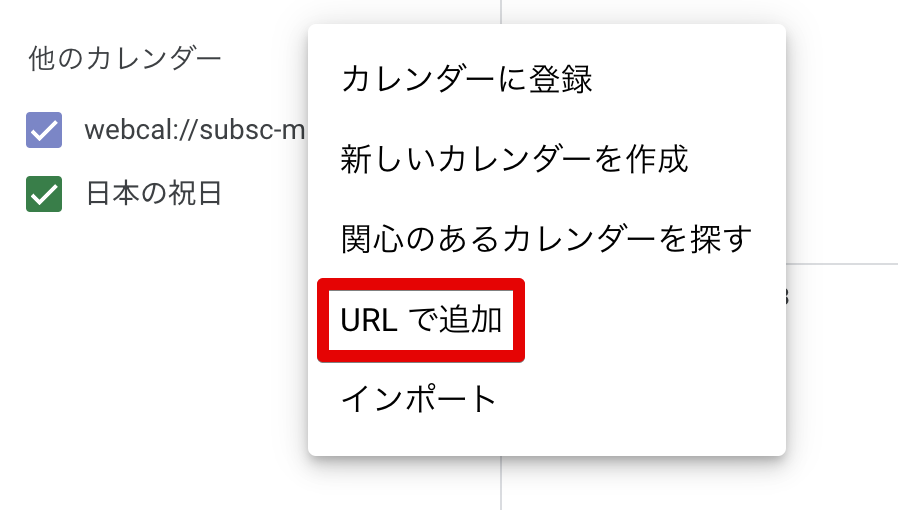 他のカレンダー
webcal://subsc-m
日本の祝日
カレンダーに登録
新しいカレンダーを作成
関心のあるカレンダーを探す
URL で追加
インポート